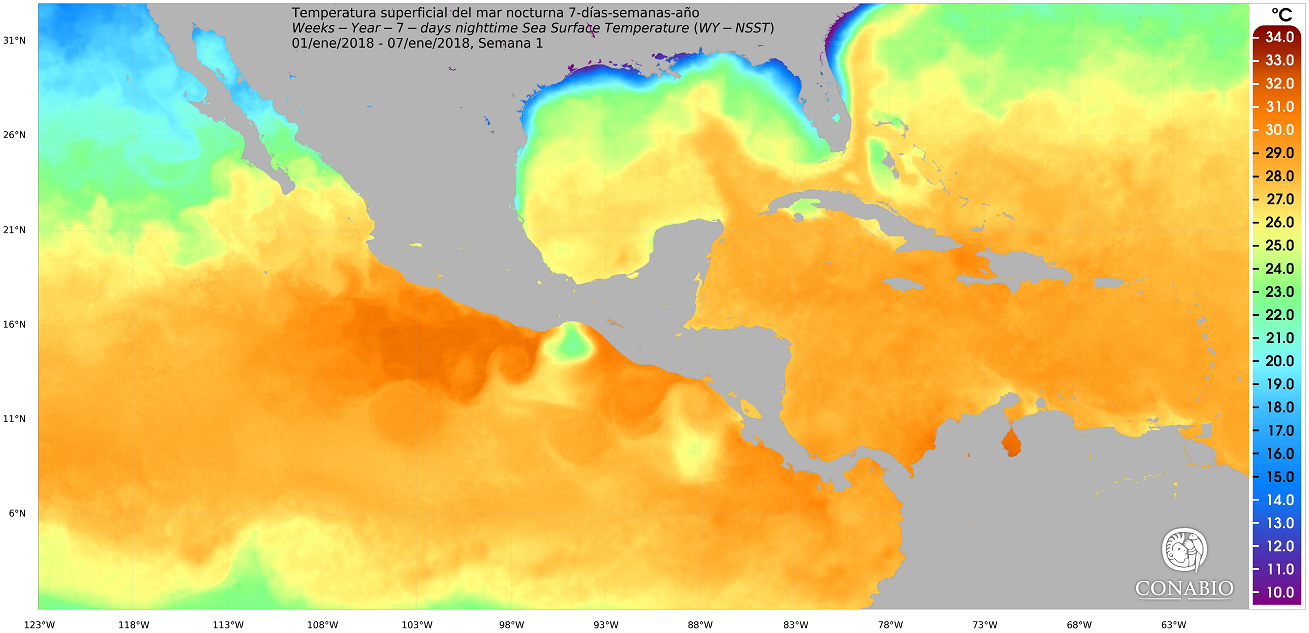 Temperatura superficial del mar nocturna 7-días-semanas-año
Weeks − Year − 7 − days nighttime Sea Surface Temperature (WY − NSST)
01/ene/2018 - 07/ene/2018, Semana 1
°C
34.0
33.0
32.0
31.0
30.0
29.0
28.0
27.0
26.0
25.0
24.0
23.0
22.0
21.0
20.0
19.0
18.0
17.0
16.0
15.0
14.0
13.0
12.0
11.0
10.0
31°N
26°N
21°N
16°N
11°N
6°N
CONABIO
123°W 118°W 113°W 108°W 103°W 98°W 93°W 88°W 83°W 78°W 73°W 68°W 63°W